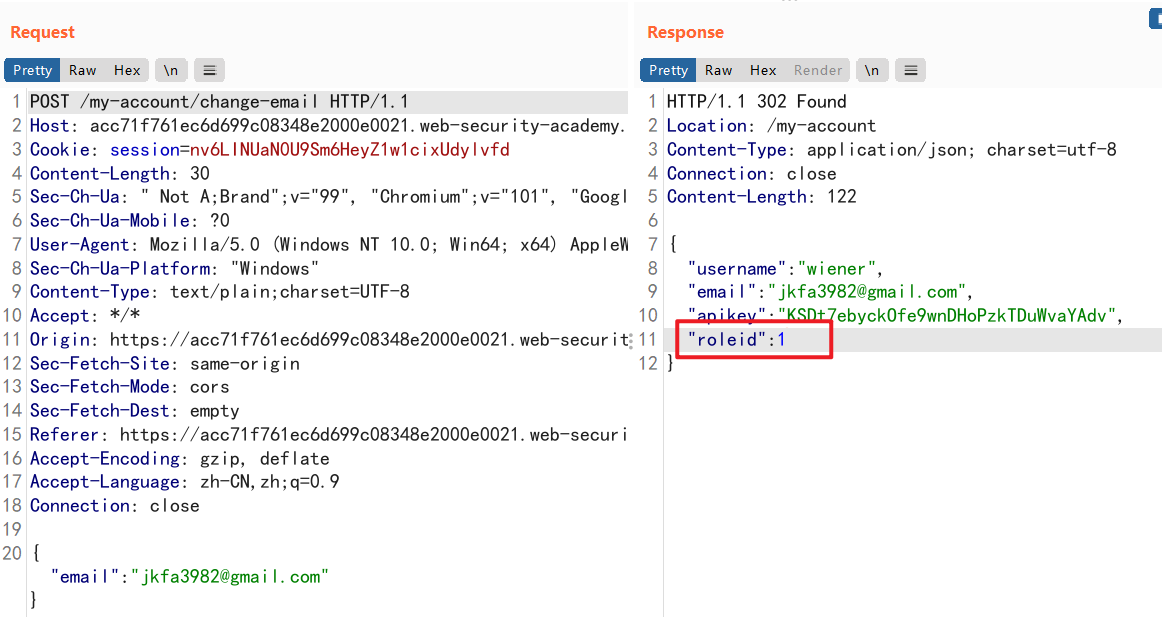 Request
Pretty Raw Hex \n
1 POST /my-account/change-email HTTP/1.1
2 Host: acc71f761ec6d699c08348e2000e0021.web-security-academy.
3 Cookie: session=nv6LlNUaNOU9Sm6HeyZ1w1cixUdylvfd
4 Content-Length: 30
5 Sec-Ch-Ua: " Not A;Brand";v="99", "Chromium";v="101", "Googl
6 Sec-Ch-Ua-Mobile: ?0
7 User-Agent: Mozilla/5.0 (Windows NT 10.0; Win64; x64) AppleW
8 Sec-Ch-Ua-Platform: "Windows"
9 Content-Type: text/plain;charset=UTF-8
10 Accept: */*
11 Origin: https://acc71f761ec6d699c08348e2000e0021.web-securit
12 Sec-Fetch-Site: same-origin
13 Sec-Fetch-Mode: cors
14 Sec-Fetch-Dest: empty
15 Referer: https://acc71f761ec6d699c08348e2000e0021.web-securi
16 Accept-Encoding: gzip, deflate
17 Accept-Language: zh-CN,zh;q=0.9
18 Connection: close
19
20 {
"email":"jkfa3982@gmail.com"
}
Response
Pretty Raw Hex Render \n
1 HTTP/1.1 302 Found
2 Location: /my-account
3 Content-Type: application/json; charset=utf-8
4 Connection: close
5 Content-Length: 122
6
7 {
8 "username":"wiener",
9 "email":"jkfa3982@gmail.com",
10 "apikey":"KSDt7ebyckOfe9wnDHoPzkTDuWvaYAdv",
11 "roleid":1
12 }